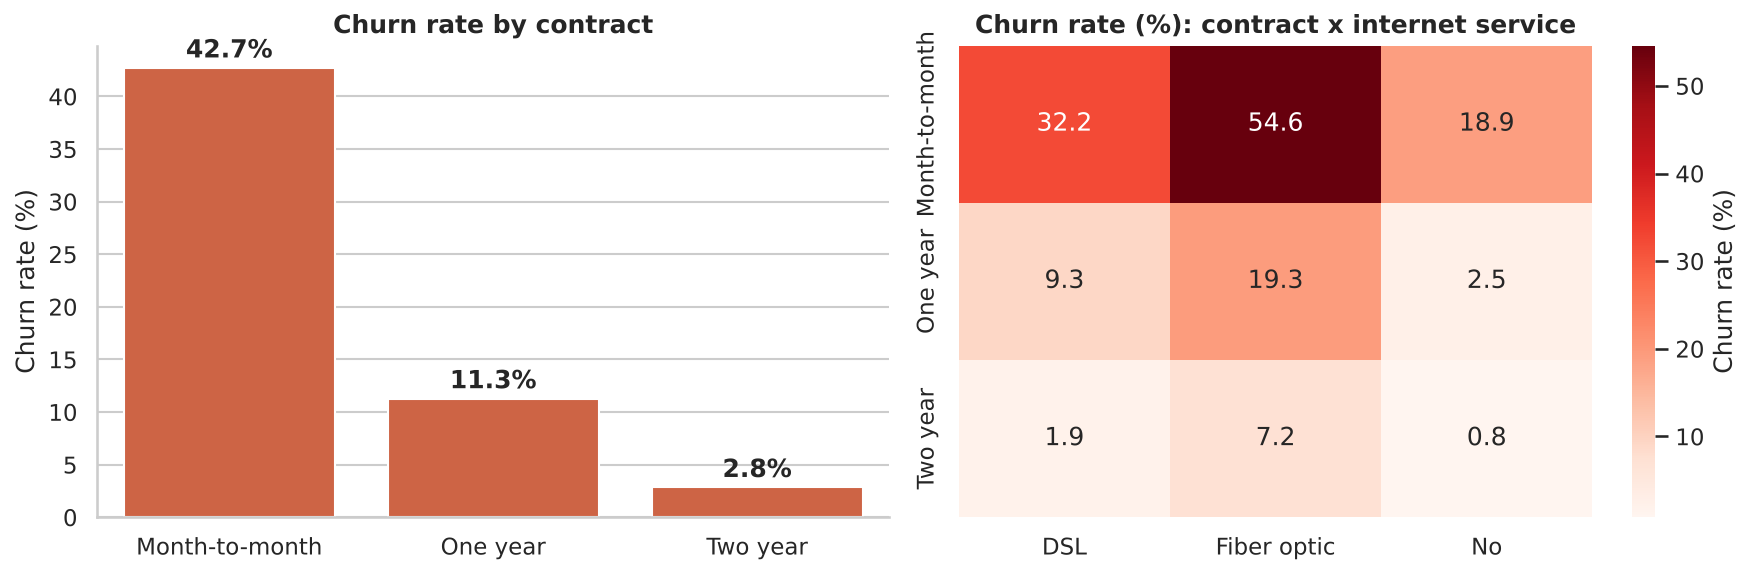 Churn rate by contract
42.7%
11.3%
2.8%
40
35
30
25
20
15
10
5
0
Churn rate (%)
Month-to-month
One year
Two year
Churn rate (%): contract x internet service
Month-to-month
One year
Two year
32.2 54.6 18.9
9.3 19.3 2.5
1.9 7.2 0.8
DSL
Fiber optic
No
50
40
30
20
10
Churn rate (%)